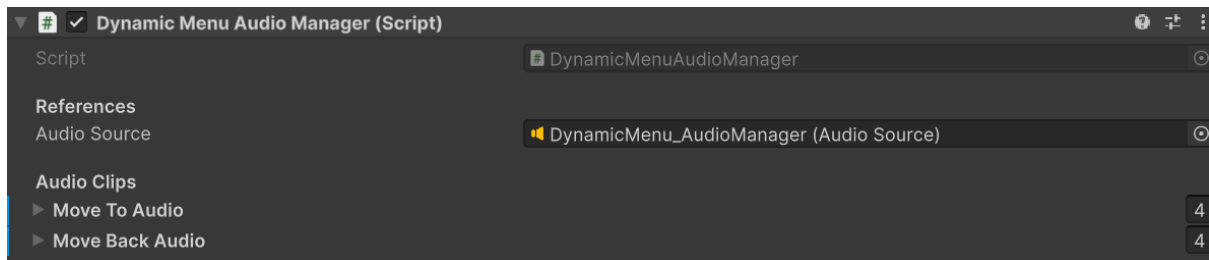 # Dynamic Menu Audio Manager (Script)
Script # DynamicMenuAudioManager
References
Audio Source DynamicMenu_AudioManager (Audio Source)
Audio Clips
Move To Audio 4
Move Back Audio 4